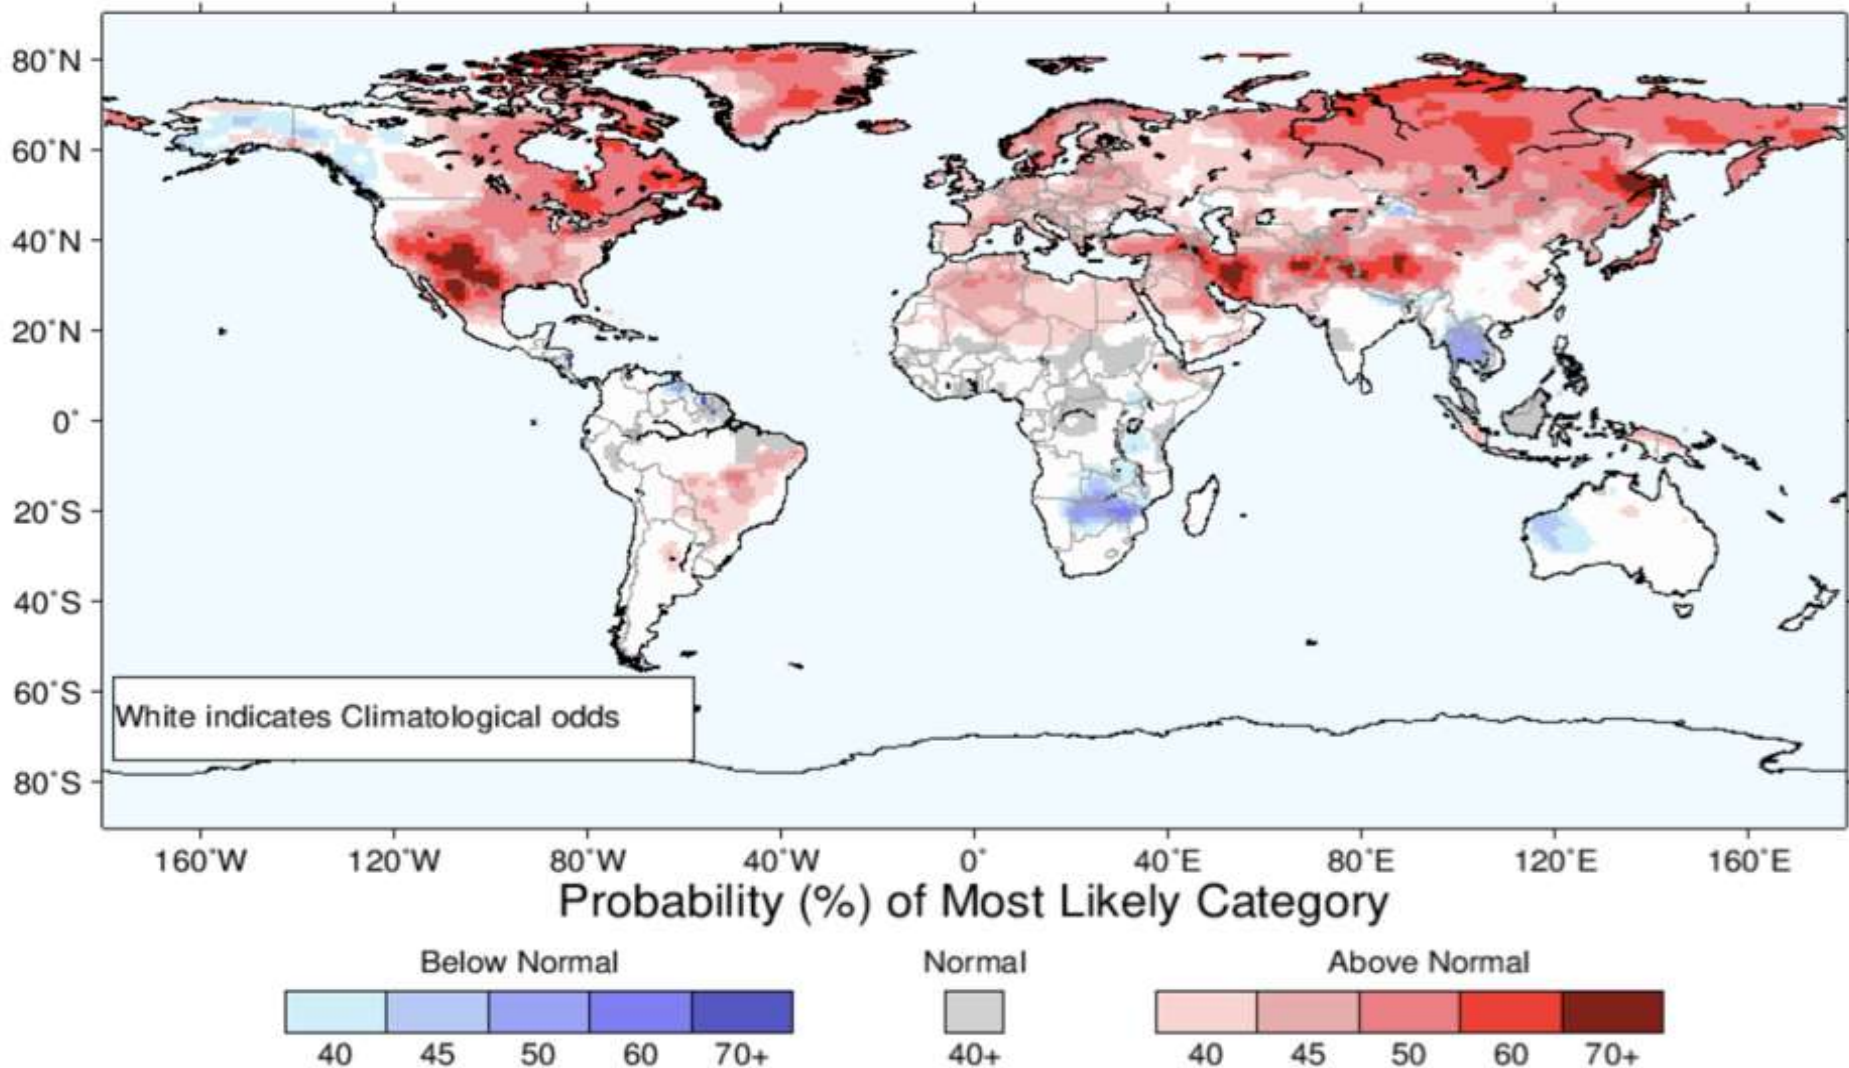 80°N
60°N
40°N
20°N
0°
20°S
40°S
60°S
80°S
White indicates Climatological odds
160°W 120°W 80°W 40°W 0° 40°E 80°E 120°E 160°E
Probability (%) of Most Likely Category
Below Normal Normal Above Normal
40 45 50 60 70+ 40+ 40 45 50 60 70+